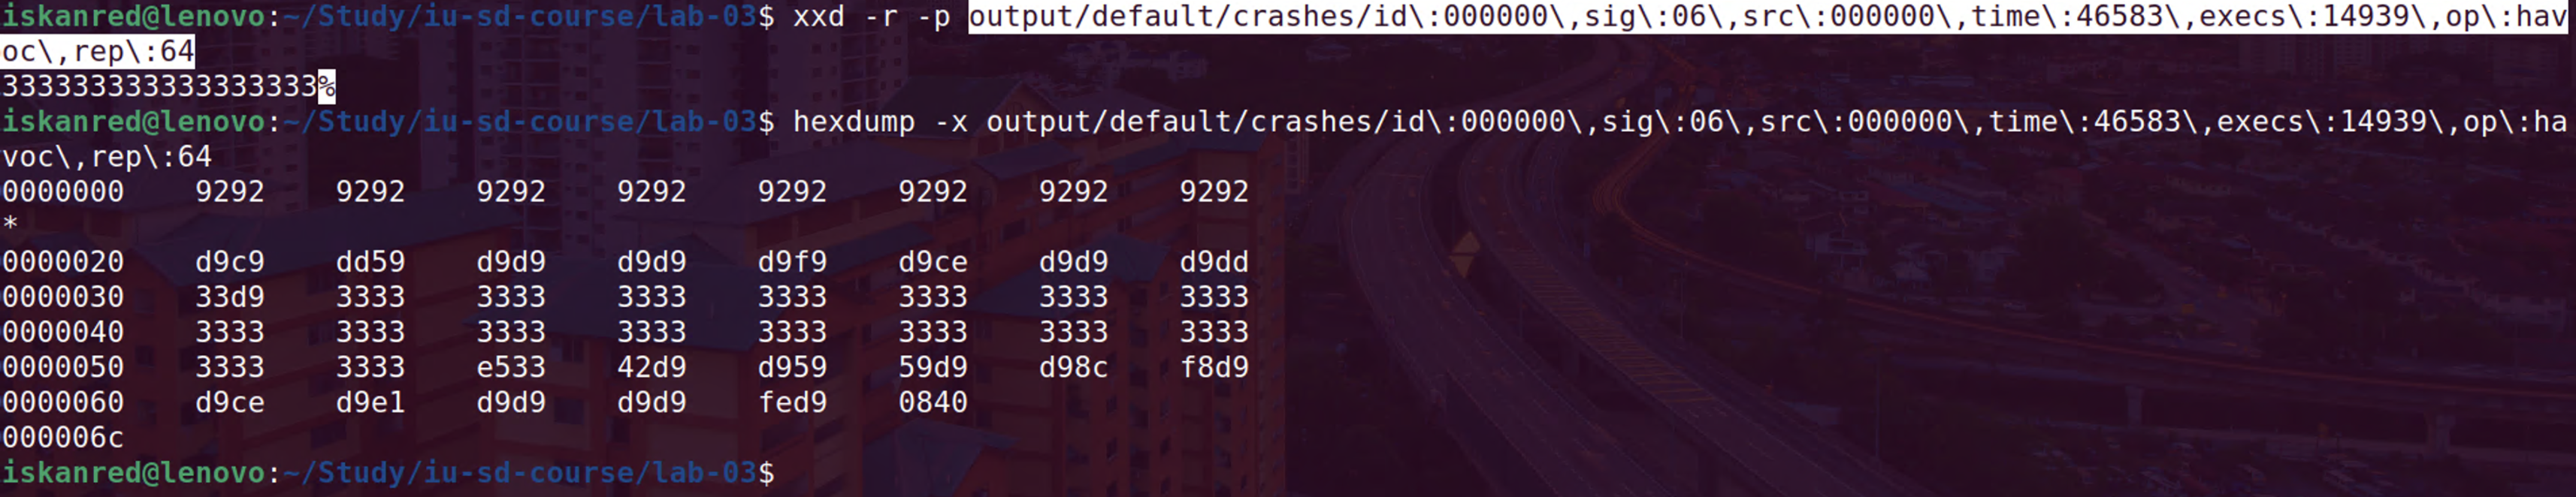 iskanred@lenovo:~/Study/iu-sd-course/lab-03$ xxd -r -p output/default/crashes/id\:000000\,sig\:06\,src\:000000\,time\:46583\,execs\:14939\,op\:hav
oc\,rep\:64
333333333333333333%
iskanred@lenovo:~/Study/iu-sd-course/lab-03$ hexdump -x output/default/crashes/id\:000000\,sig\:06\,src\:000000\,time\:46583\,execs\:14939\,op\:ha
voc\,rep\:64
0000000    9292    9292    9292    9292    9292    9292    9292    9292
*
0000020    d9c9    dd59    d9d9    d9d9    d9f9    d9ce    d9d9    d9dd
0000030    33d9    3333    3333    3333    3333    3333    3333    3333
0000040    3333    3333    3333    3333    3333    3333    3333    3333
0000050    3333    3333    e533    42d9    d959    59d9    d98c    f8d9
0000060    d9ce    d9e1    d9d9    d9d9    fed9    0840
000006c
iskanred@lenovo:~/Study/iu-sd-course/lab-03$